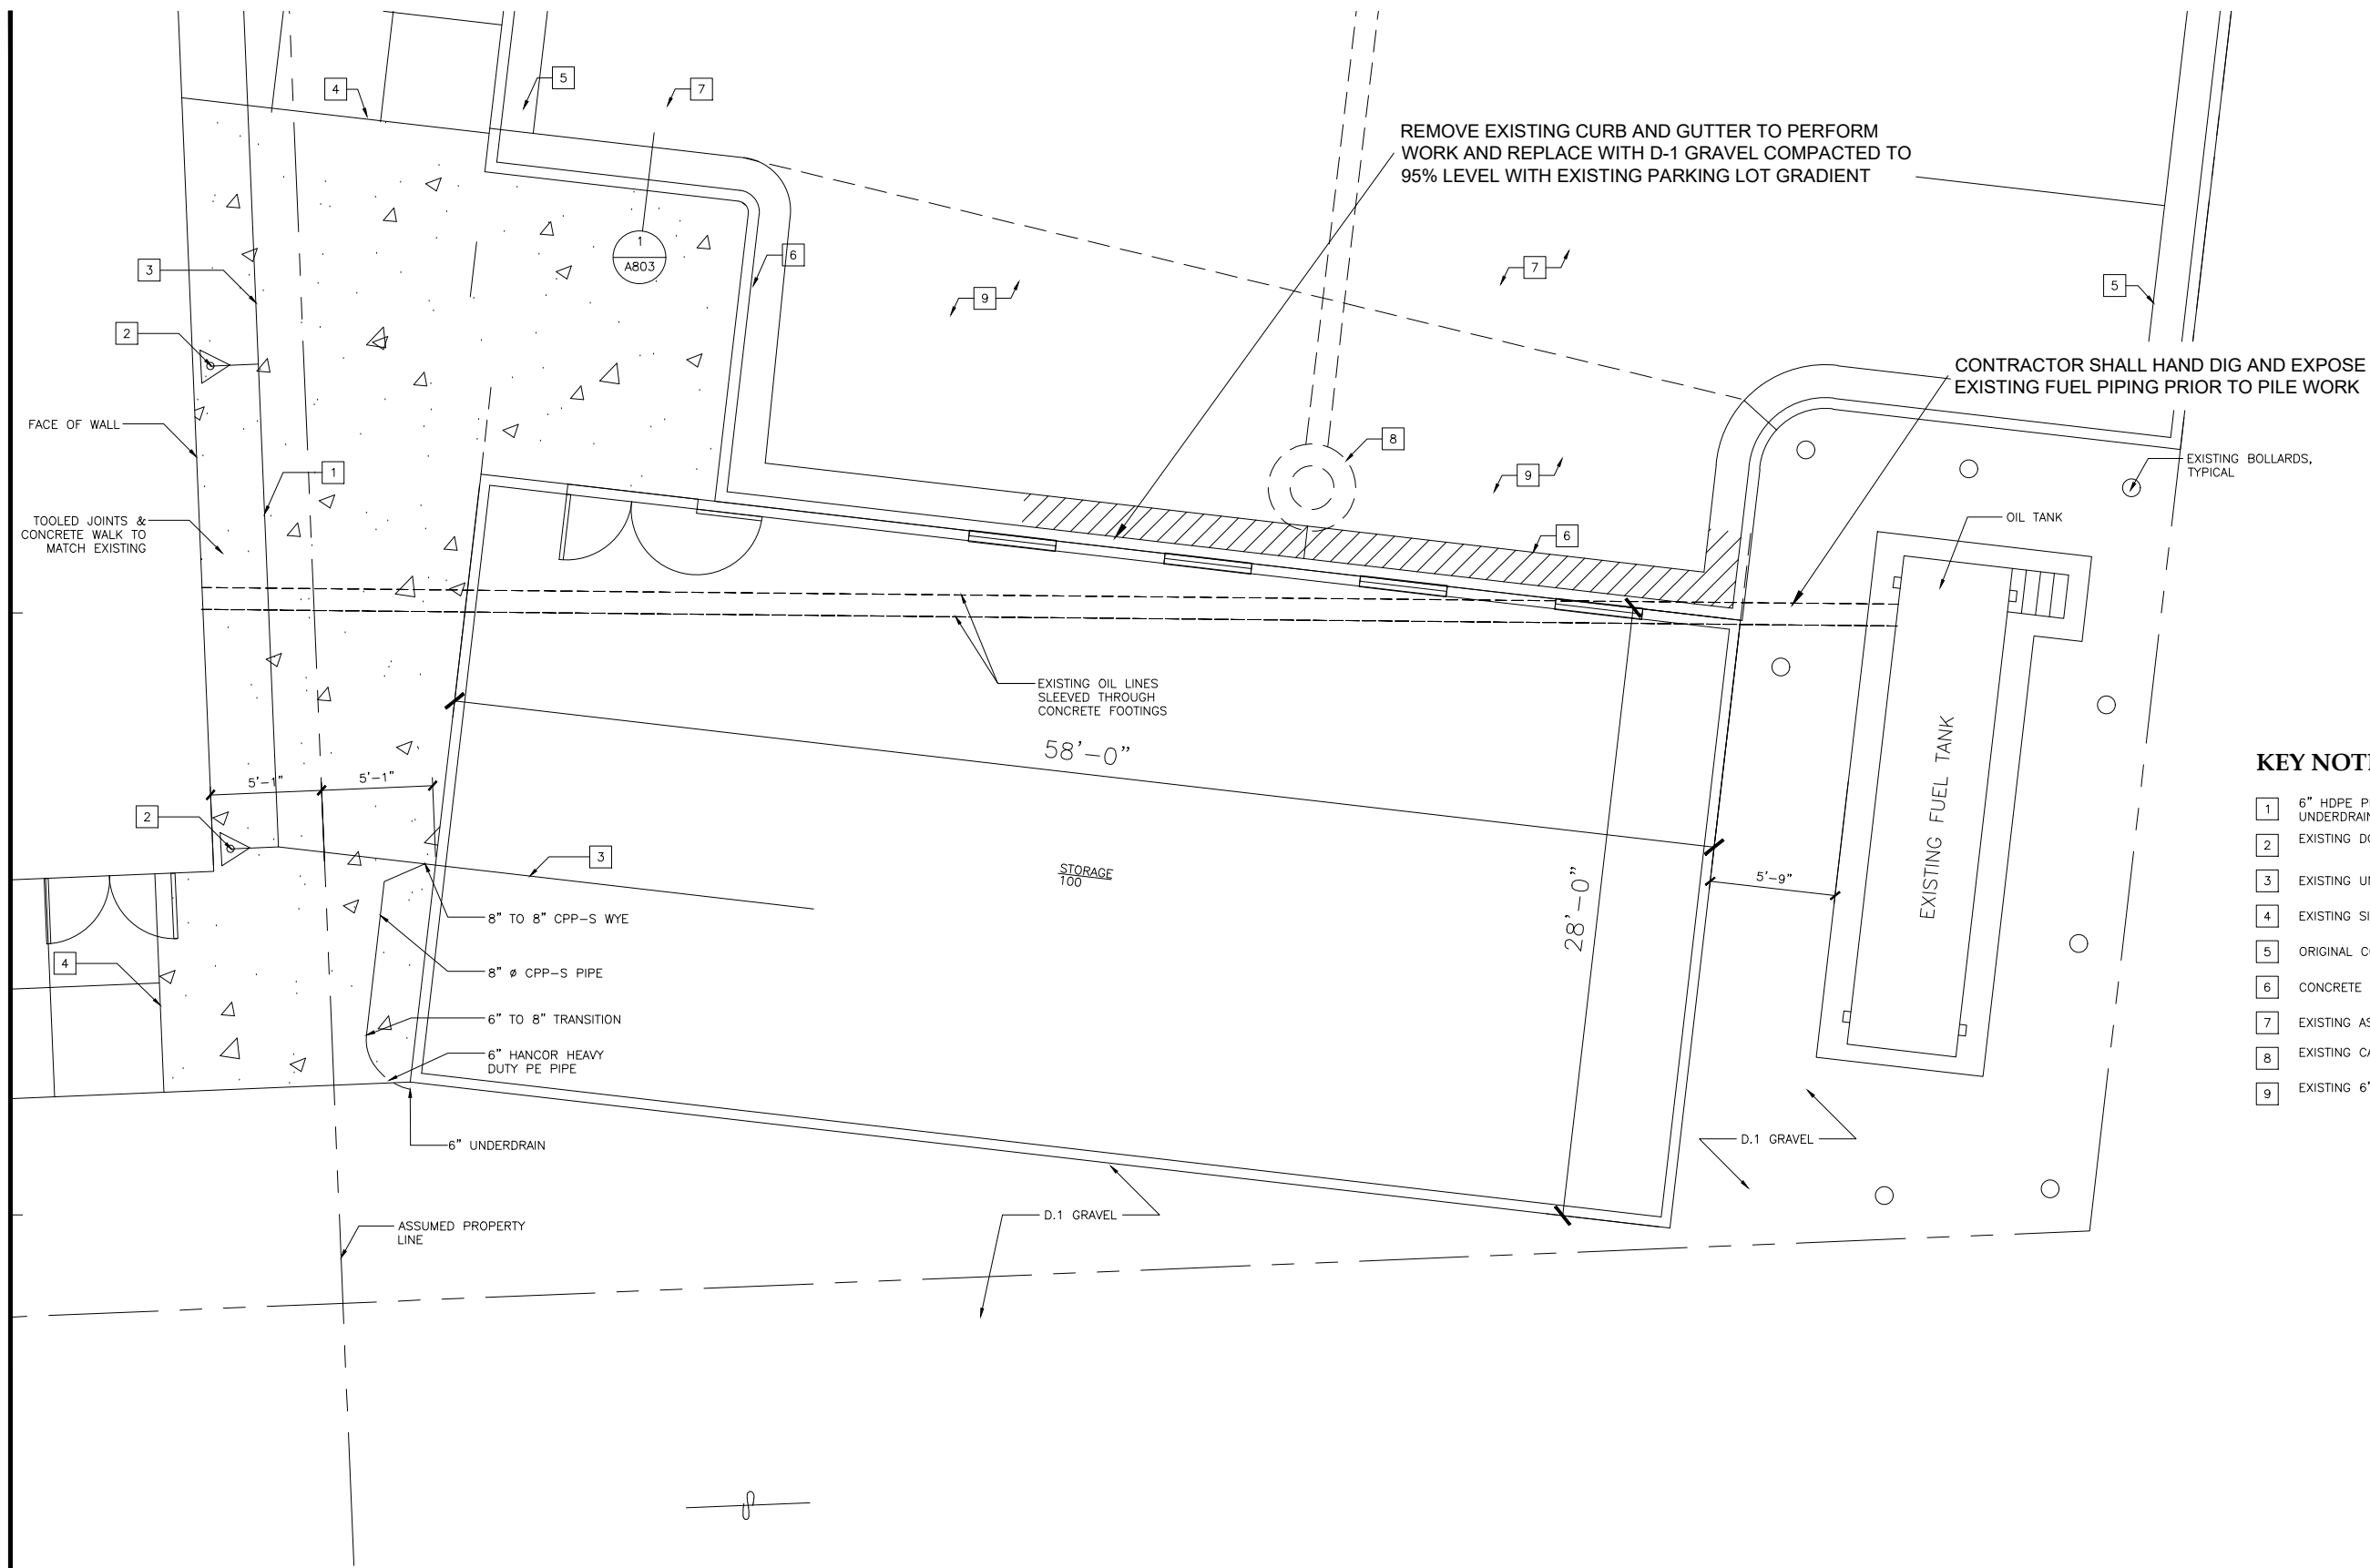 4
5
7
REMOVE EXISTING CURB AND GUTTER TO PERFORM
WORK AND REPLACE WITH D-1 GRAVEL COMPACTED TO
95% LEVEL WITH EXISTING PARKING LOT GRADIENT
1
A803
6
3
9
7
5
2
CONTRACTOR SHALL HAND DIG AND EXPOSE
EXISTING FUEL PIPING PRIOR TO PILE WORK
FACE OF WALL
8
1
9
EXISTING BOLLARDS,
TYPICAL
TOOLED JOINTS &
CONCRETE WALK TO
MATCH EXISTING
OIL TANK
6
EXISTING OIL LINES
SLEEVED THROUGH
CONCRETE FOOTINGS
58'-0"
5'-1"
5'-1"
2
3
STORAGE
100
28'-0"
5'-9"
EXISTING FUEL TANK
8" TO 8" CPP-S WYE
4
8" ø CPP-S PIPE
6" TO 8" TRANSITION
6" HANCOR HEAVY
DUTY PE PIPE
6" UNDERDRAIN
D.1 GRAVEL
D.1 GRAVEL
ASSUMED PROPERTY
LINE
KEY
1 6" HDPE
2 EXISTING
3 EXISTING
4 EXISTING
5 ORIGINAL
6 CONCRETE
7 EXISTING
8 EXISTING
9 EXISTING 6"